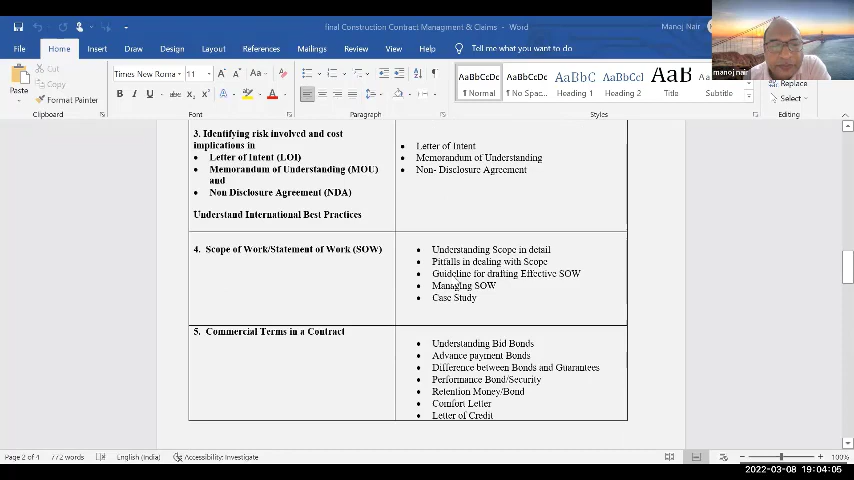 final Construction Contract Managment & Claims - Word
Manoj Nair
File Home Insert Draw Design Layout References Mailings Review View Help Tell me what you want to do
manoj nair
Paste
Cut
Copy
Format Painter
Clipboard
Times New Roma 11
Font
Paragraph
AaBbCcDc AaBbCcDc AaBbC AaBbCcI AaB
¶ Normal ¶ No Spac... Heading 1 Heading 2 Title
Styles
Replace
Select
Editing
3. Identifying risk involved and cost
implications in
• Letter of Intent (LOI)
• Memorandum of Understanding (MOU)
and
• Non Disclosure Agreement (NDA)
Understand International Best Practices
• Letter of Intent
• Memorandum of Understanding
• Non- Disclosure Agreement
4. Scope of Work/Statement of Work (SOW)
• Understanding Scope in detail
• Pitfalls in dealing with Scope
• Guideline for drafting Effective SOW
• Managing SOW
• Case Study
5. Commercial Terms in a Contract
• Understanding Bid Bonds
• Advance payment Bonds
• Difference between Bonds and Guarantees
• Performance Bond/Security
• Retention Money/Bond
• Comfort Letter
• Letter of Credit
Page 2 of 4 772 words English (India) Accessibility: Investigate 100%
2022-03-08 19:04:05